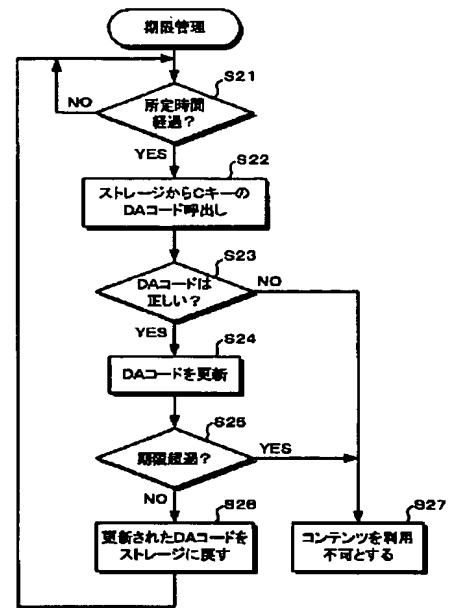 期限管理
S21
NO
所定時間
経過?
YES
S22
ストレージからCキーの
DAコード呼出し
S23
DAコードは
正しい?
NO
YES
S24
DAコードを更新
S25
期限超過?
YES
NO
S26
更新されたDAコードを
ストレージに戻す
S27
コンテンツを利用
不可とする